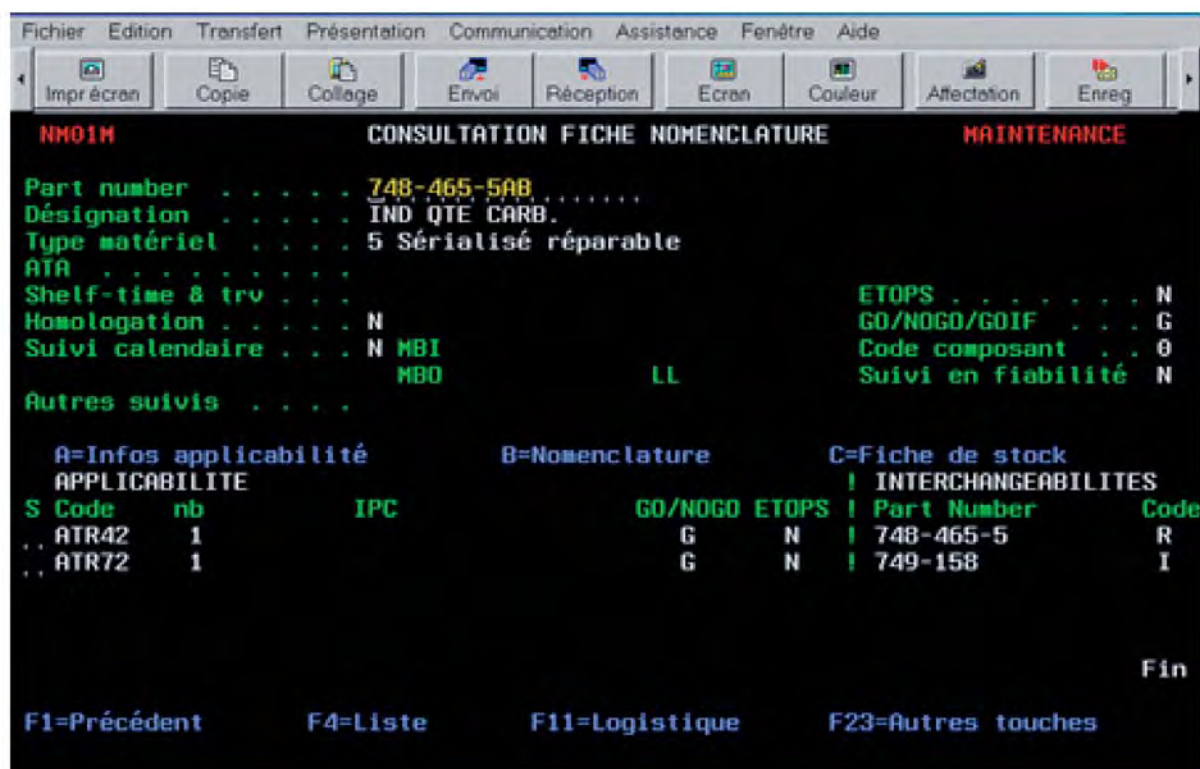 Fichier Edition Transfert Présentation Communication Assistance Fenêtre Aide
Impr écran Copie Collage Envoi Réception Ecran Couleur Affectation Enreg
NM01M CONSULTATION FICHE NOMENCLATURE MAINTENANCE
Part number . . . . . 748-465-5AB
Désignation . . . . . IND QTE CARB.
Type matériel . . . . 5 Sérialisé réparable
ATA . . . . . . . . .
Shelf-time & trv . . . ETOPS . . . . . . . N
Homologation . . . . . N GO/NOGO/GOIF . . . G
Suivi calendaire . . . N MBI Code composant . . 0
MBO LL Suivi en fiabilité N
Autres suivis . . . .
A=Infos applicabilité B=Nomenclature C=Fiche de stock
APPLICABILITE ! INTERCHANGEABILITES
S Code nb IPC GO/NOGO ETOPS ! Part Number Code
.. ATR42 1 G N ! 748-465-5 R
.. ATR72 1 G N ! 749-158 I
Fin
F1=Précédent F4=Liste F11=Logistique F23=Autres touches